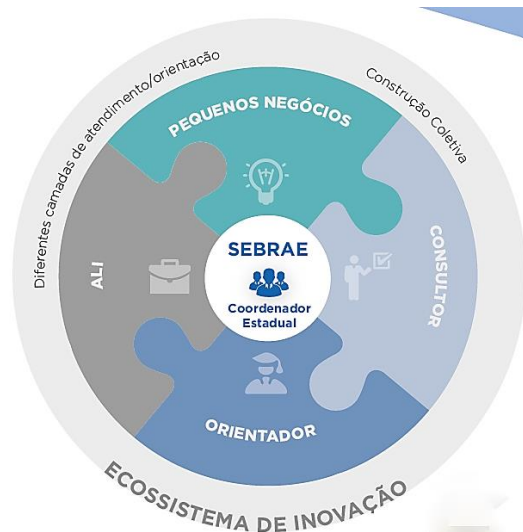 Diferentes camadas de atendimento/orientação
Construção Coletiva
PEQUENOS NEGÓCIOS
ALI
SEBRAE
Coordenador
Estadual
CONSULTOR
ORIENTADOR
ECOSSISTEMA DE INOVAÇÃO